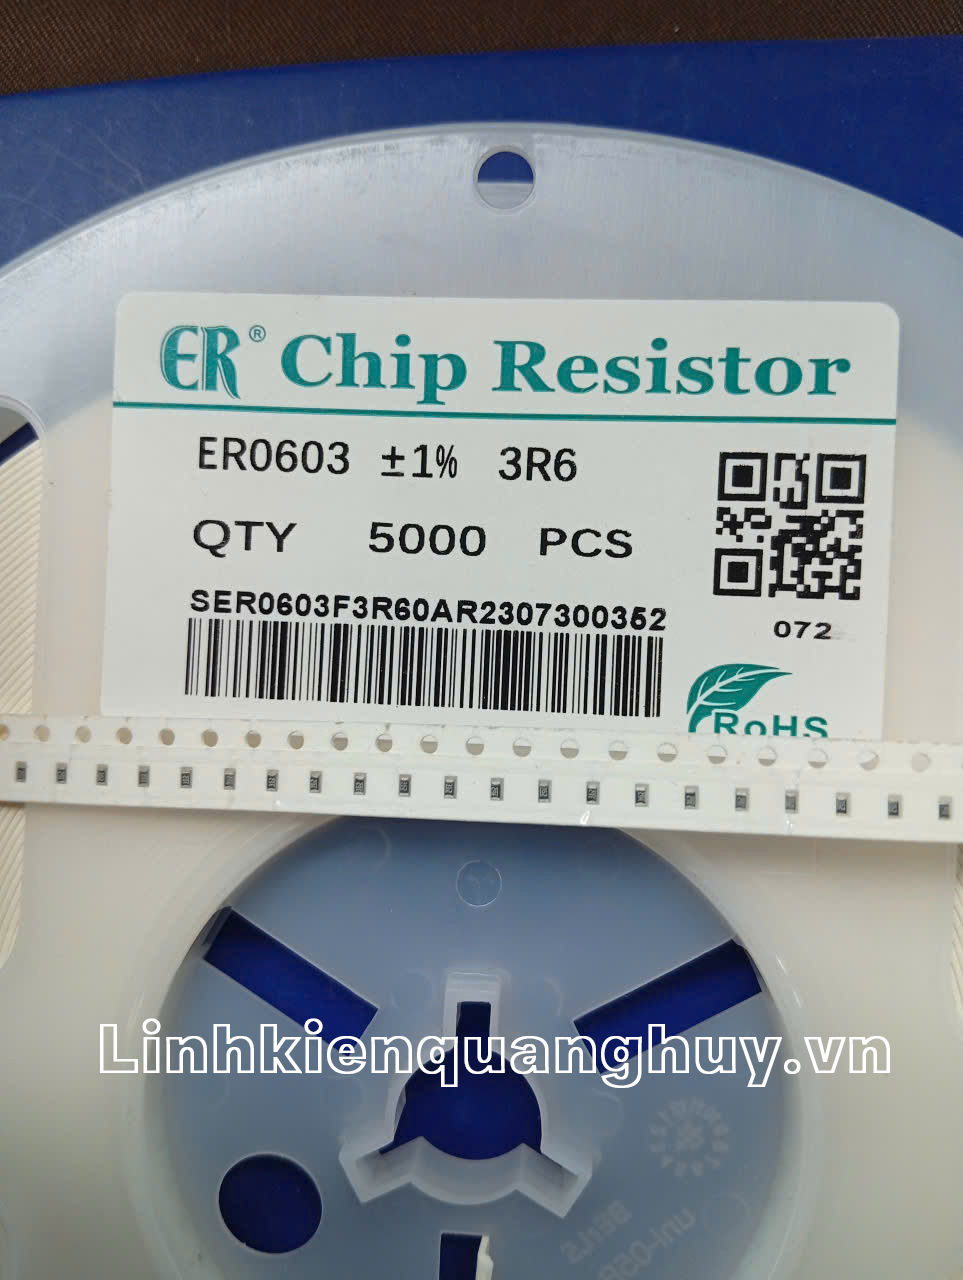 ER® Chip Resistor
ER0603 ±1% 3R6
QTY 5000 PCS
SER0603F3R60AR2307300352
072
RoHS
Linhkienquanghuy.vn